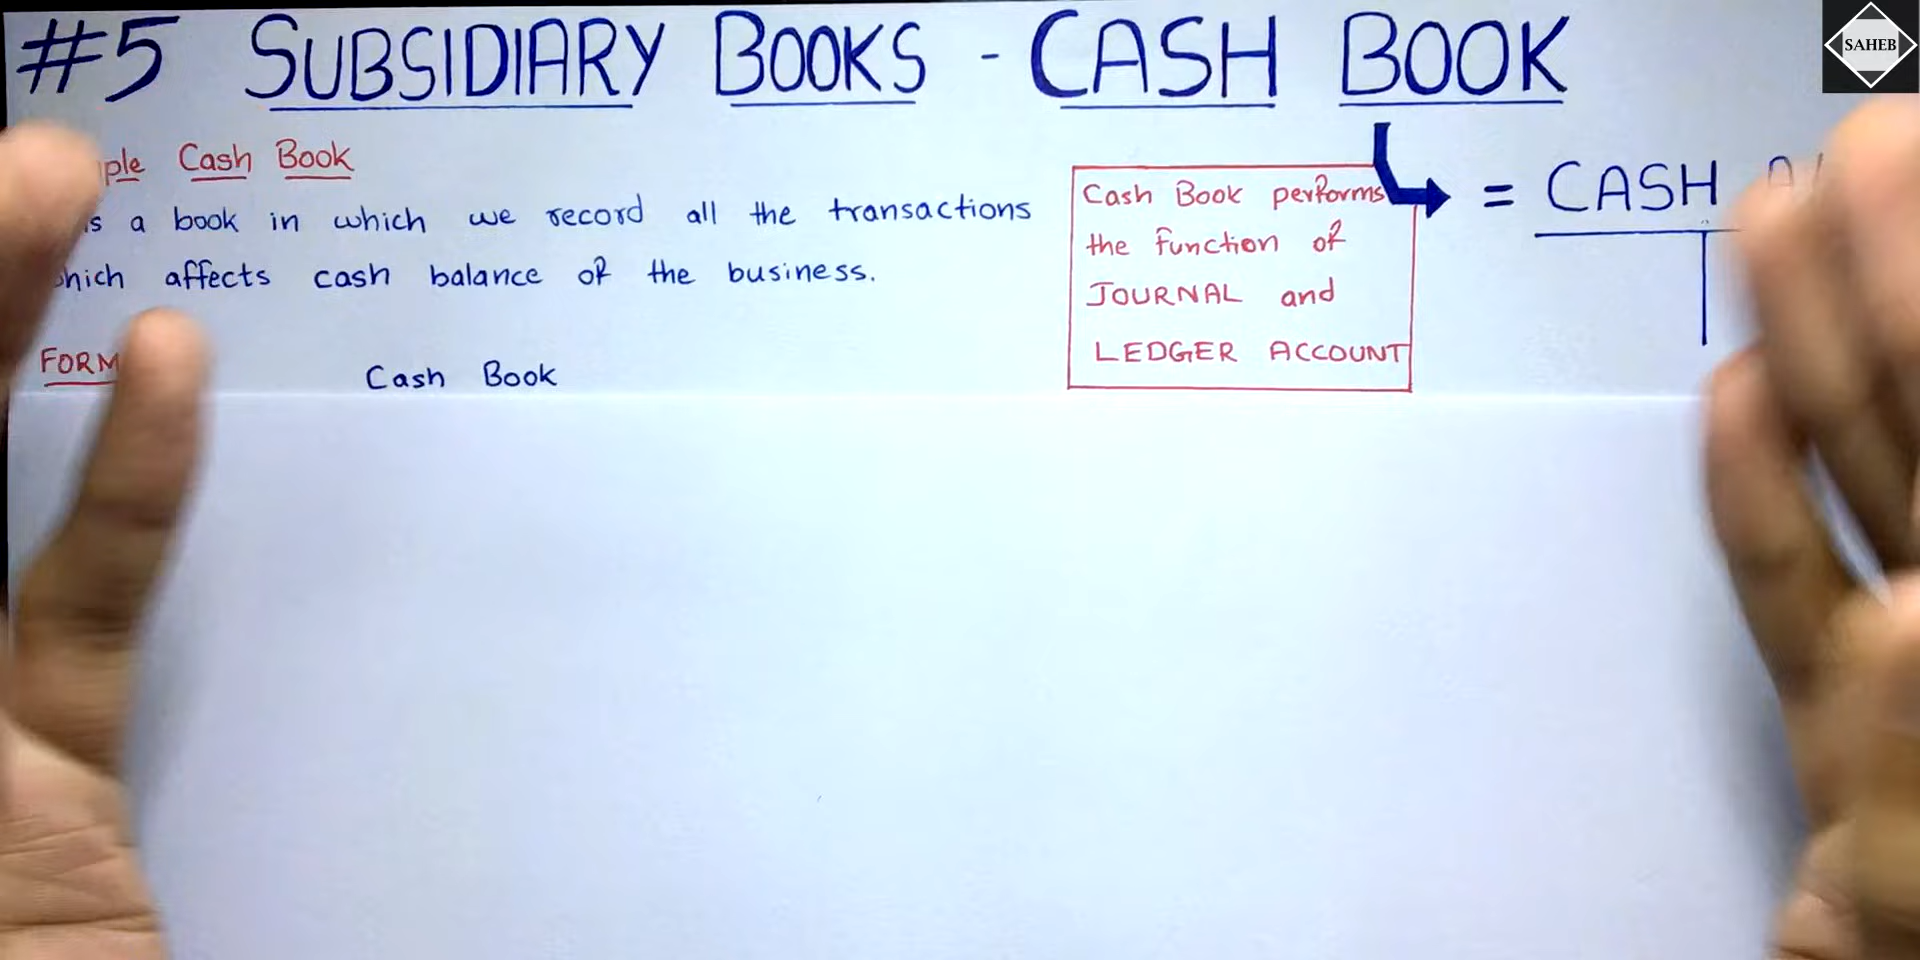 #5 SUBSIDIARY BOOKS - CASH BOOK
SAHEB
Cash Book
a book in which we record all the transactions
affects cash balance of the business.
Cash Book performs
the function of
JOURNAL and
LEDGER ACCOUNT
= CASH
FORM
Cash Book